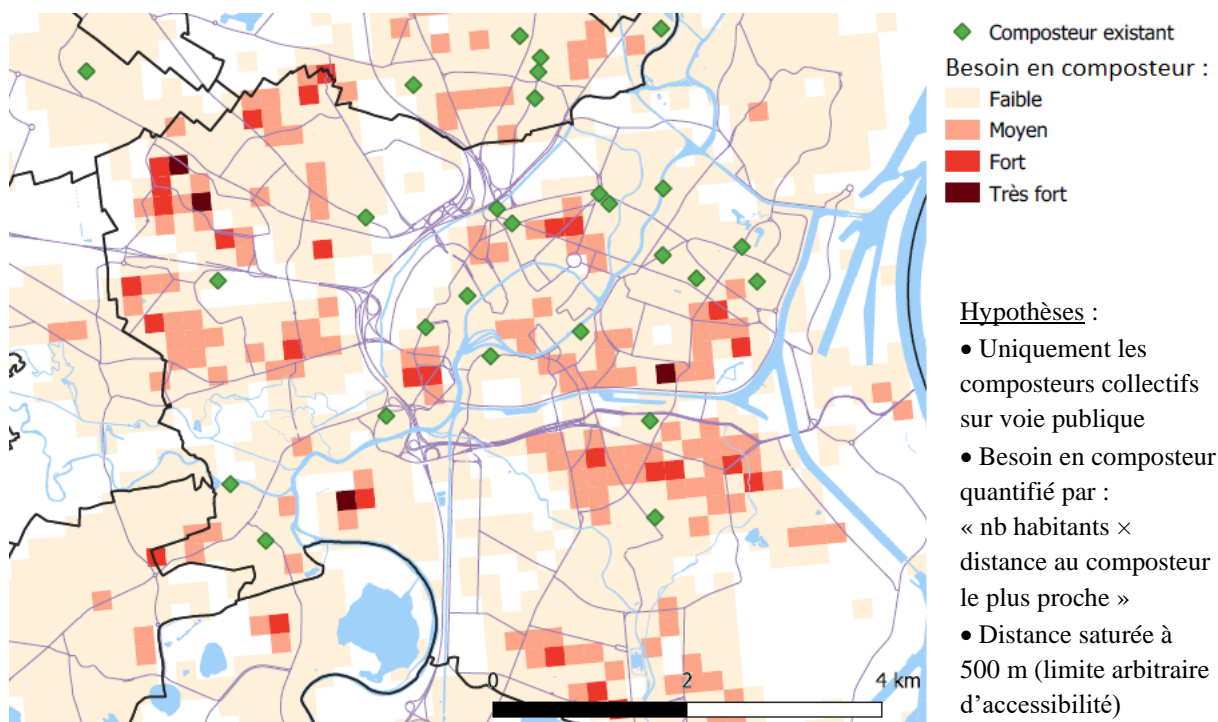 Composteur existant
Besoin en composteur :
Faible
Moyen
Fort
Très fort
Hypothèses :
• Uniquement les
composteurs collectifs
sur voie publique
• Besoin en composteur
quantifié par :
« nb habitants ×
distance au composteur
le plus proche »
• Distance saturée à
500 m (limite arbitraire
d’accessibilité)
0 2 4 km